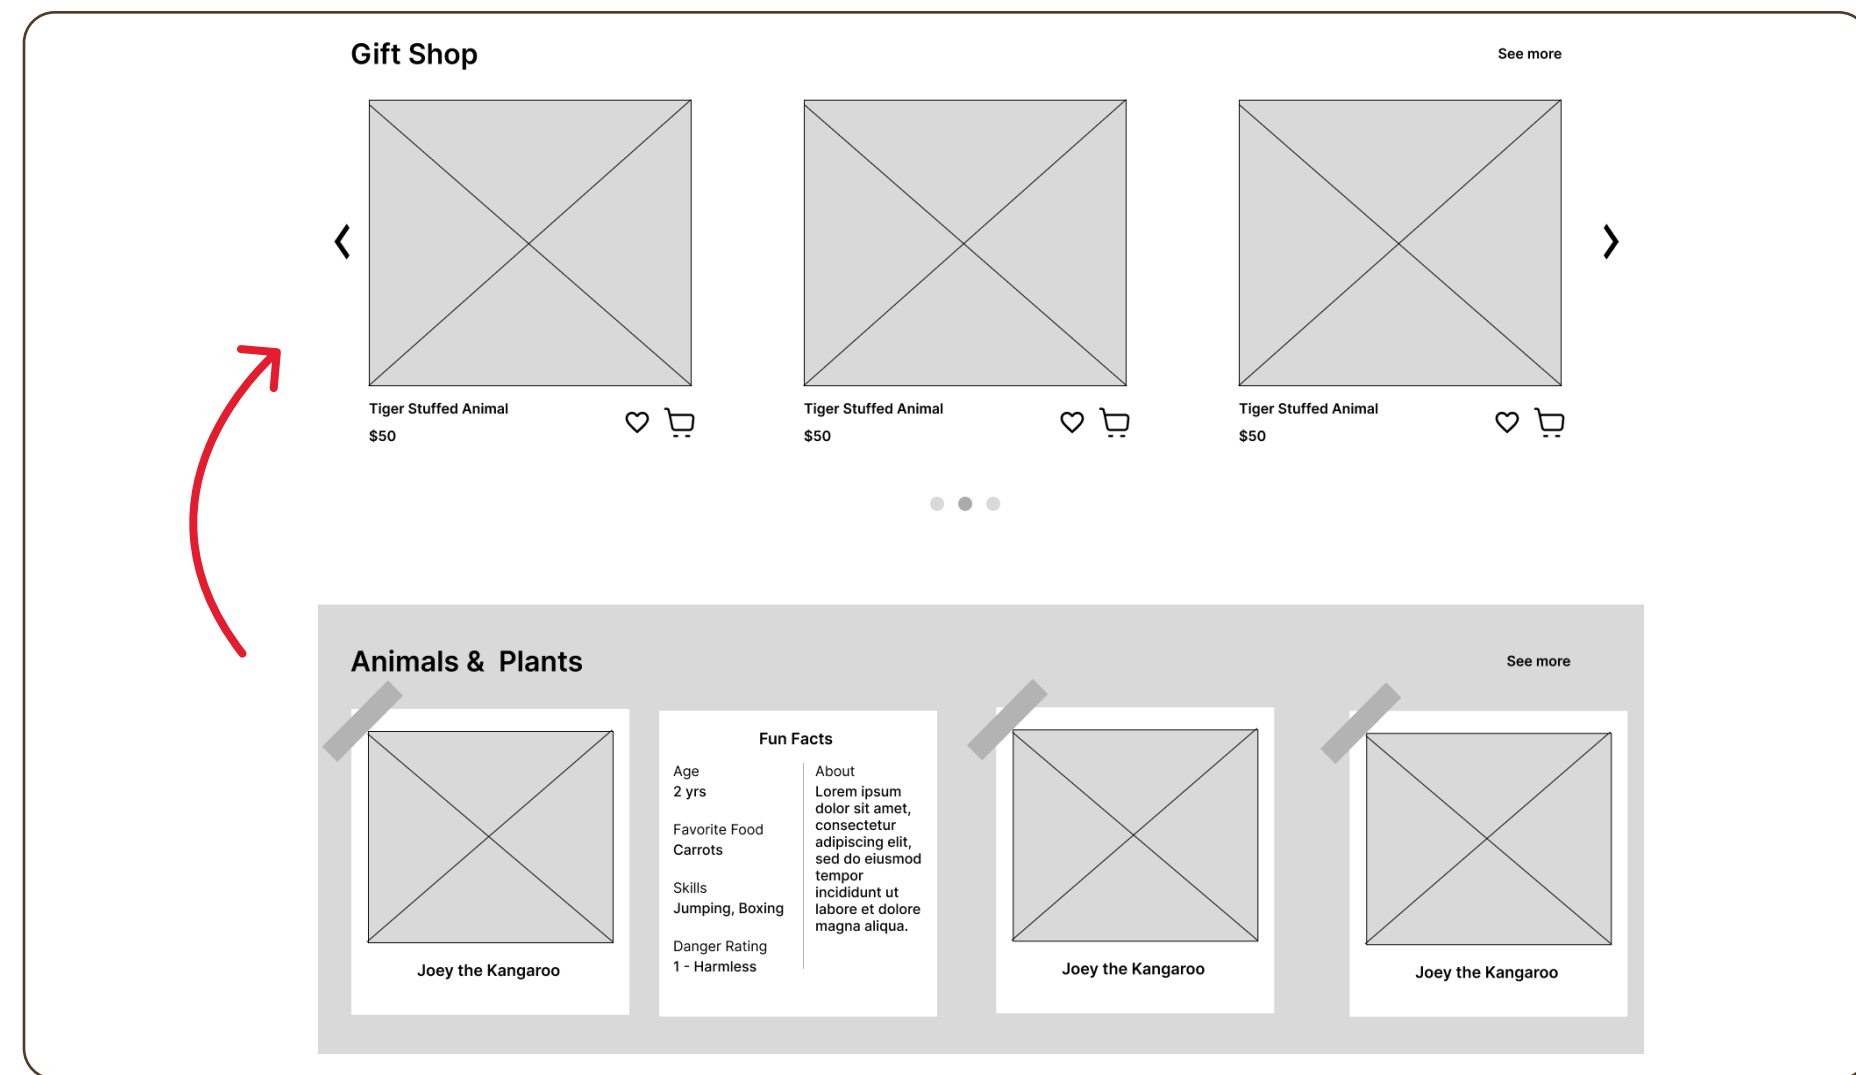 Gift Shop
See more
Tiger Stuffed Animal
$50
Tiger Stuffed Animal
$50
Tiger Stuffed Animal
$50
Animals & Plants
See more
Joey the Kangaroo
Fun Facts
Age
2 yrs
Favorite Food
Carrots
Skills
Jumping, Boxing
Danger Rating
1 - Harmless
About
Lorem ipsum
dolor sit amet,
consectetur
adipiscing elit,
sed do eiusmod
tempor
incididunt ut
labore et dolore
magna aliqua.
Joey the Kangaroo
Joey the Kangaroo